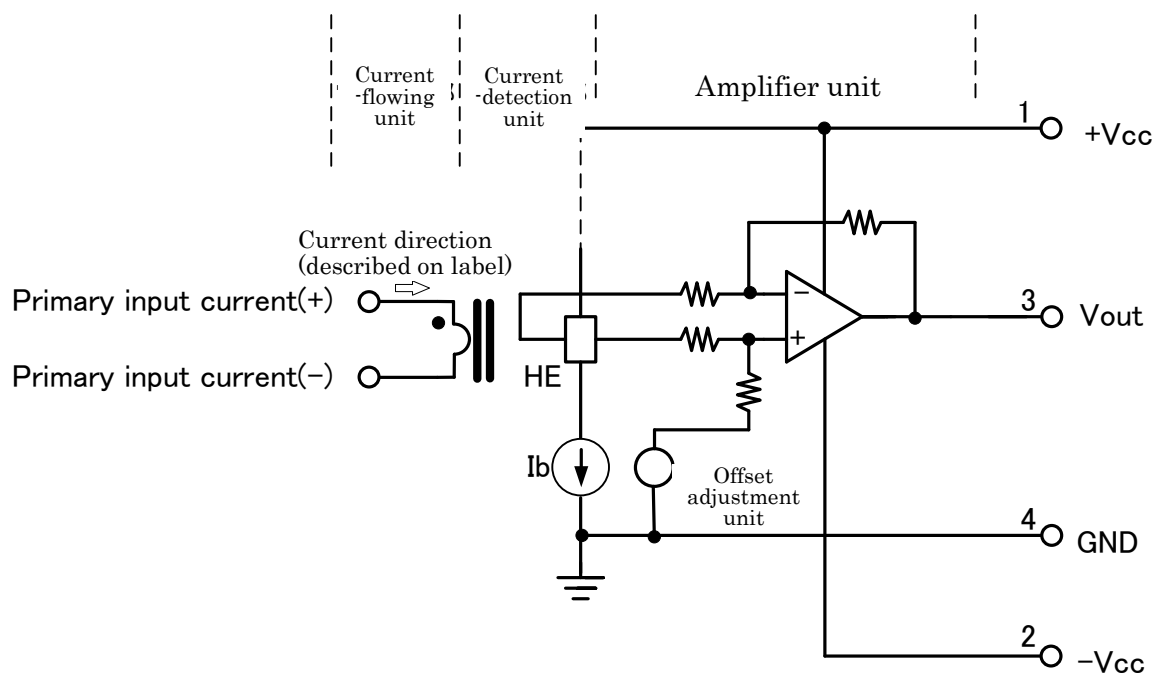 Current
-flowing
unit
Current
-detection
unit
Amplifier unit
1
+Vcc
Current direction
(described on label)
Primary input current(+)
3
Vout
Primary input current(-)
HE
Ib
Offset
adjustment
unit
4
GND
2
-Vcc